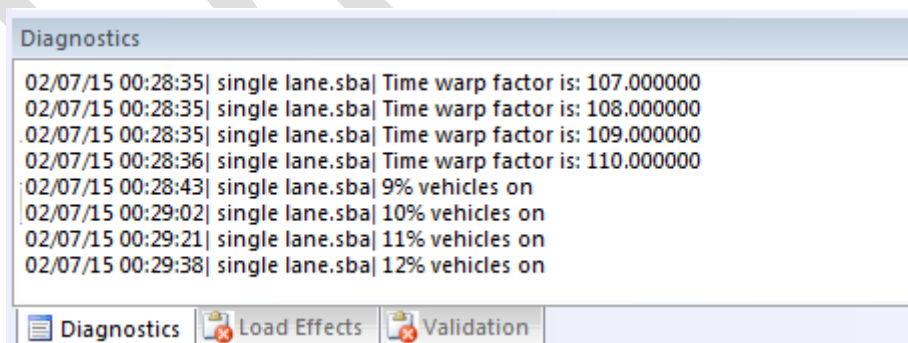 Diagnostics
02/07/15 00:28:35| single lane.sba| Time warp factor is: 107.000000
02/07/15 00:28:35| single lane.sba| Time warp factor is: 108.000000
02/07/15 00:28:35| single lane.sba| Time warp factor is: 109.000000
02/07/15 00:28:36| single lane.sba| Time warp factor is: 110.000000
02/07/15 00:28:43| single lane.sba| 9% vehicles on
02/07/15 00:29:02| single lane.sba| 10% vehicles on
02/07/15 00:29:21| single lane.sba| 11% vehicles on
02/07/15 00:29:38| single lane.sba| 12% vehicles on
Diagnostics Load Effects Validation